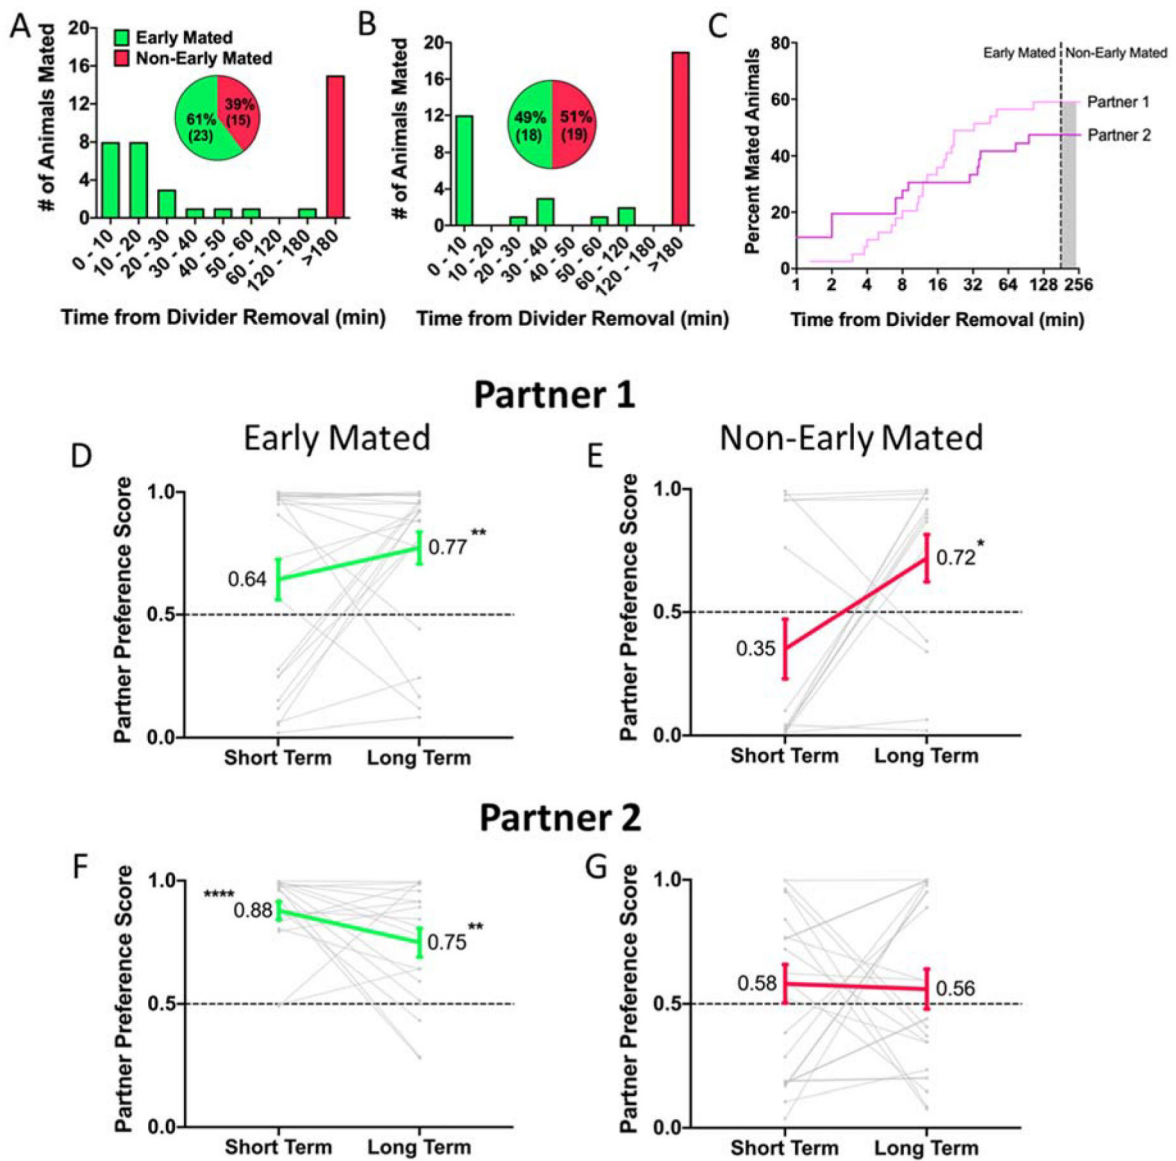 A
# of Animals Mated
20
16
12
8
4
0
Early Mated
Non-Early Mated
61%
(23)
39%
(15)
0 - 10
10 - 20
20 - 30
30 - 40
40 - 50
50 - 60
60 - 120
120 - 180
>180
Time from Divider Removal (min)
B
# of Animals Mated
20
16
12
8
4
0
49%
(18)
51%
(19)
0 - 10
10 - 20
20 - 30
30 - 40
40 - 50
50 - 60
60 - 120
120 - 180
>180
Time from Divider Removal (min)
C
Percent Mated Animals
80
60
40
20
0
Early Mated
Non-Early Mated
Partner 1
Partner 2
1 2 4 8 16 32 64 128 256
Time from Divider Removal (min)
Partner 1
D
Early Mated
Partner Preference Score
1.0
0.5
0.0
0.64
0.77 **
Short Term Long Term
E
Non-Early Mated
Partner Preference Score
1.0
0.5
0.0
0.35
0.72 *
Short Term Long Term
Partner 2
F
Partner Preference Score
1.0
0.5
0.0
**** 0.88
0.75 **
Short Term Long Term
G
Partner Preference Score
1.0
0.5
0.0
0.58
0.56
Short Term Long Term